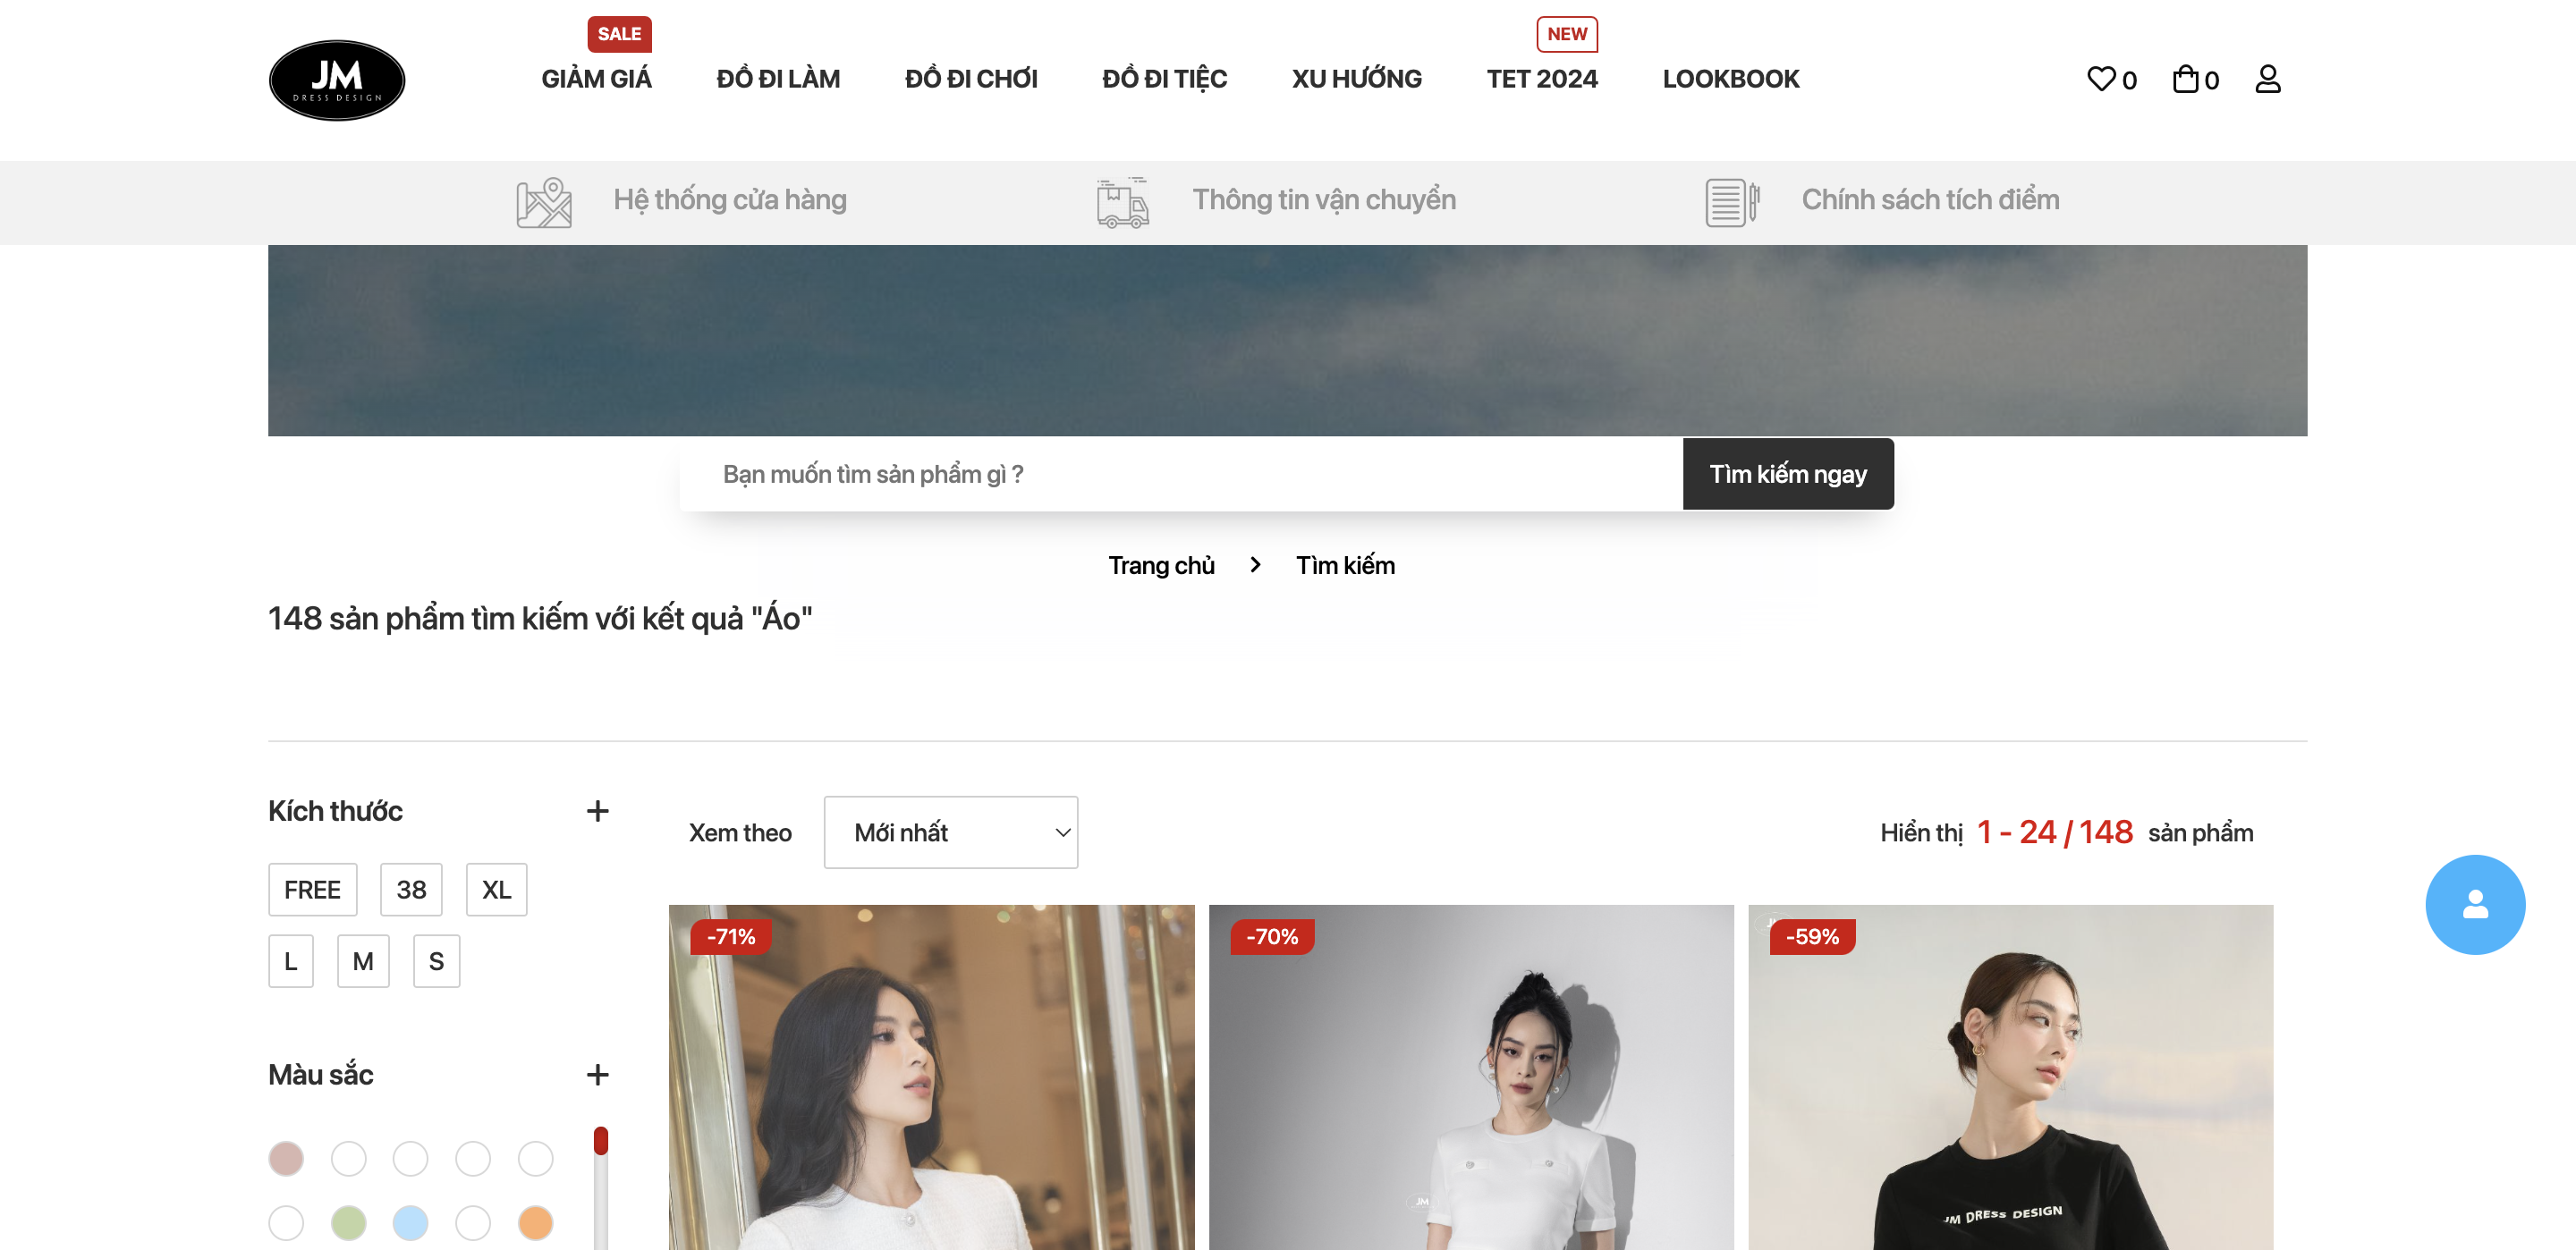 SALE
NEW
JM
DRESS DESIGN
GIẢM GIÁ
ĐỒ ĐI LÀM
ĐỒ ĐI CHƠI
ĐỒ ĐI TIỆC
XU HƯỚNG
TET 2024
LOOKBOOK
0
0
Hệ thống cửa hàng
Thông tin vận chuyển
Chính sách tích điểm
Bạn muốn tìm sản phẩm gì ?
Tìm kiếm ngay
Trang chủ
Tìm kiếm
148 sản phẩm tìm kiếm với kết quả "Áo"
Kích thước
FREE
38
XL
L
M
S
Màu sắc
Xem theo
Mới nhất
Hiển thị 1 - 24 / 148 sản phẩm
-71%
-70%
-59%
JM
JM DRESS DESIGN